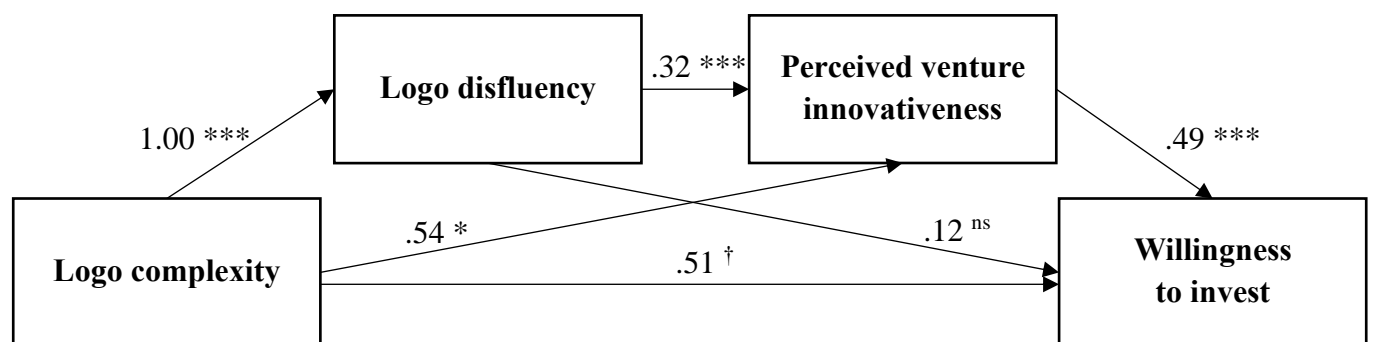 Logo disfluency
.32 ***
Perceived venture
innovativeness
1.00 ***
.49 ***
Logo complexity
.54 *
.12 ns
.51 †
Willingness
to invest